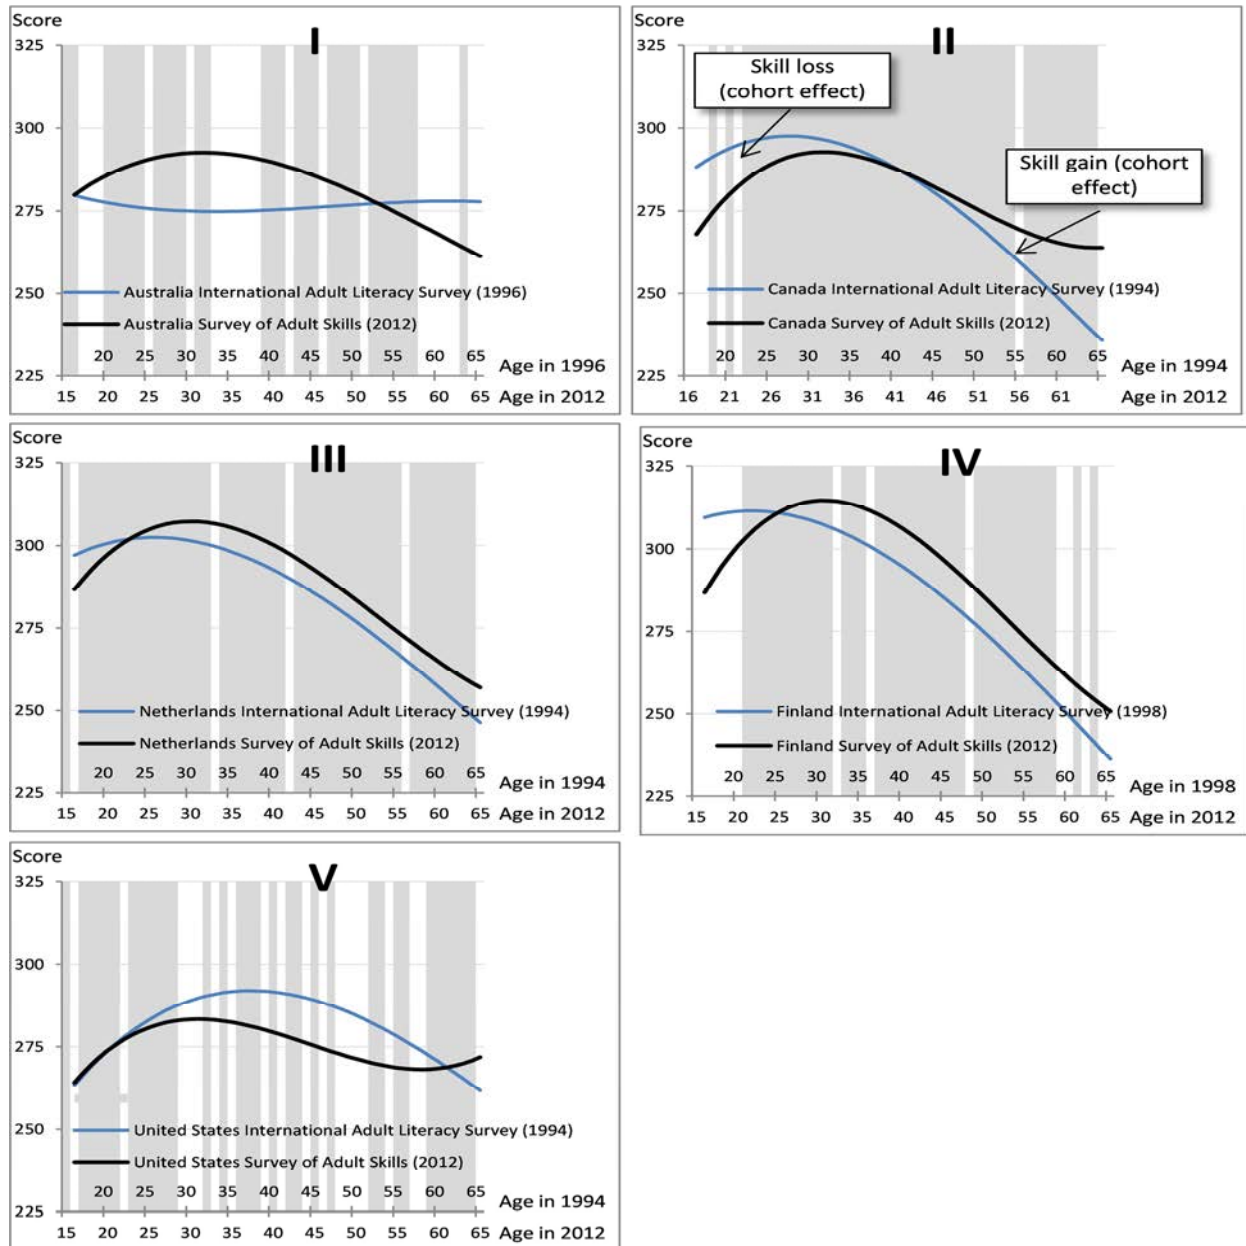 Score
I
325
300
275
250
225
Australia International Adult Literacy Survey (1996)
Australia Survey of Adult Skills (2012)
20 25 30 35 40 45 50 55 60 65 Age in 1996
15 20 25 30 35 40 45 50 55 60 65 Age in 2012
Score
II
325
300
275
250
225
Skill loss
(cohort effect)
Skill gain (cohort
effect)
Canada International Adult Literacy Survey (1994)
Canada Survey of Adult Skills (2012)
20 25 30 35 40 45 50 55 60 65 Age in 1994
16 21 26 31 36 41 46 51 56 61 Age in 2012
Score
III
325
300
275
250
225
Netherlands International Adult Literacy Survey (1994)
Netherlands Survey of Adult Skills (2012)
20 25 30 35 40 45 50 55 60 65 Age in 1994
15 20 25 30 35 40 45 50 55 60 65 Age in 2012
Score
IV
325
300
275
250
225
Finland International Adult Literacy Survey (1998)
Finland Survey of Adult Skills (2012)
20 25 30 35 40 45 50 55 60 65 Age in 1998
15 20 25 30 35 40 45 50 55 60 65 Age in 2012
Score
V
325
300
275
250
225
United States International Adult Literacy Survey (1994)
United States Survey of Adult Skills (2012)
20 25 30 35 40 45 50 55 60 65 Age in 1994
15 20 25 30 35 40 45 50 55 60 65 Age in 2012